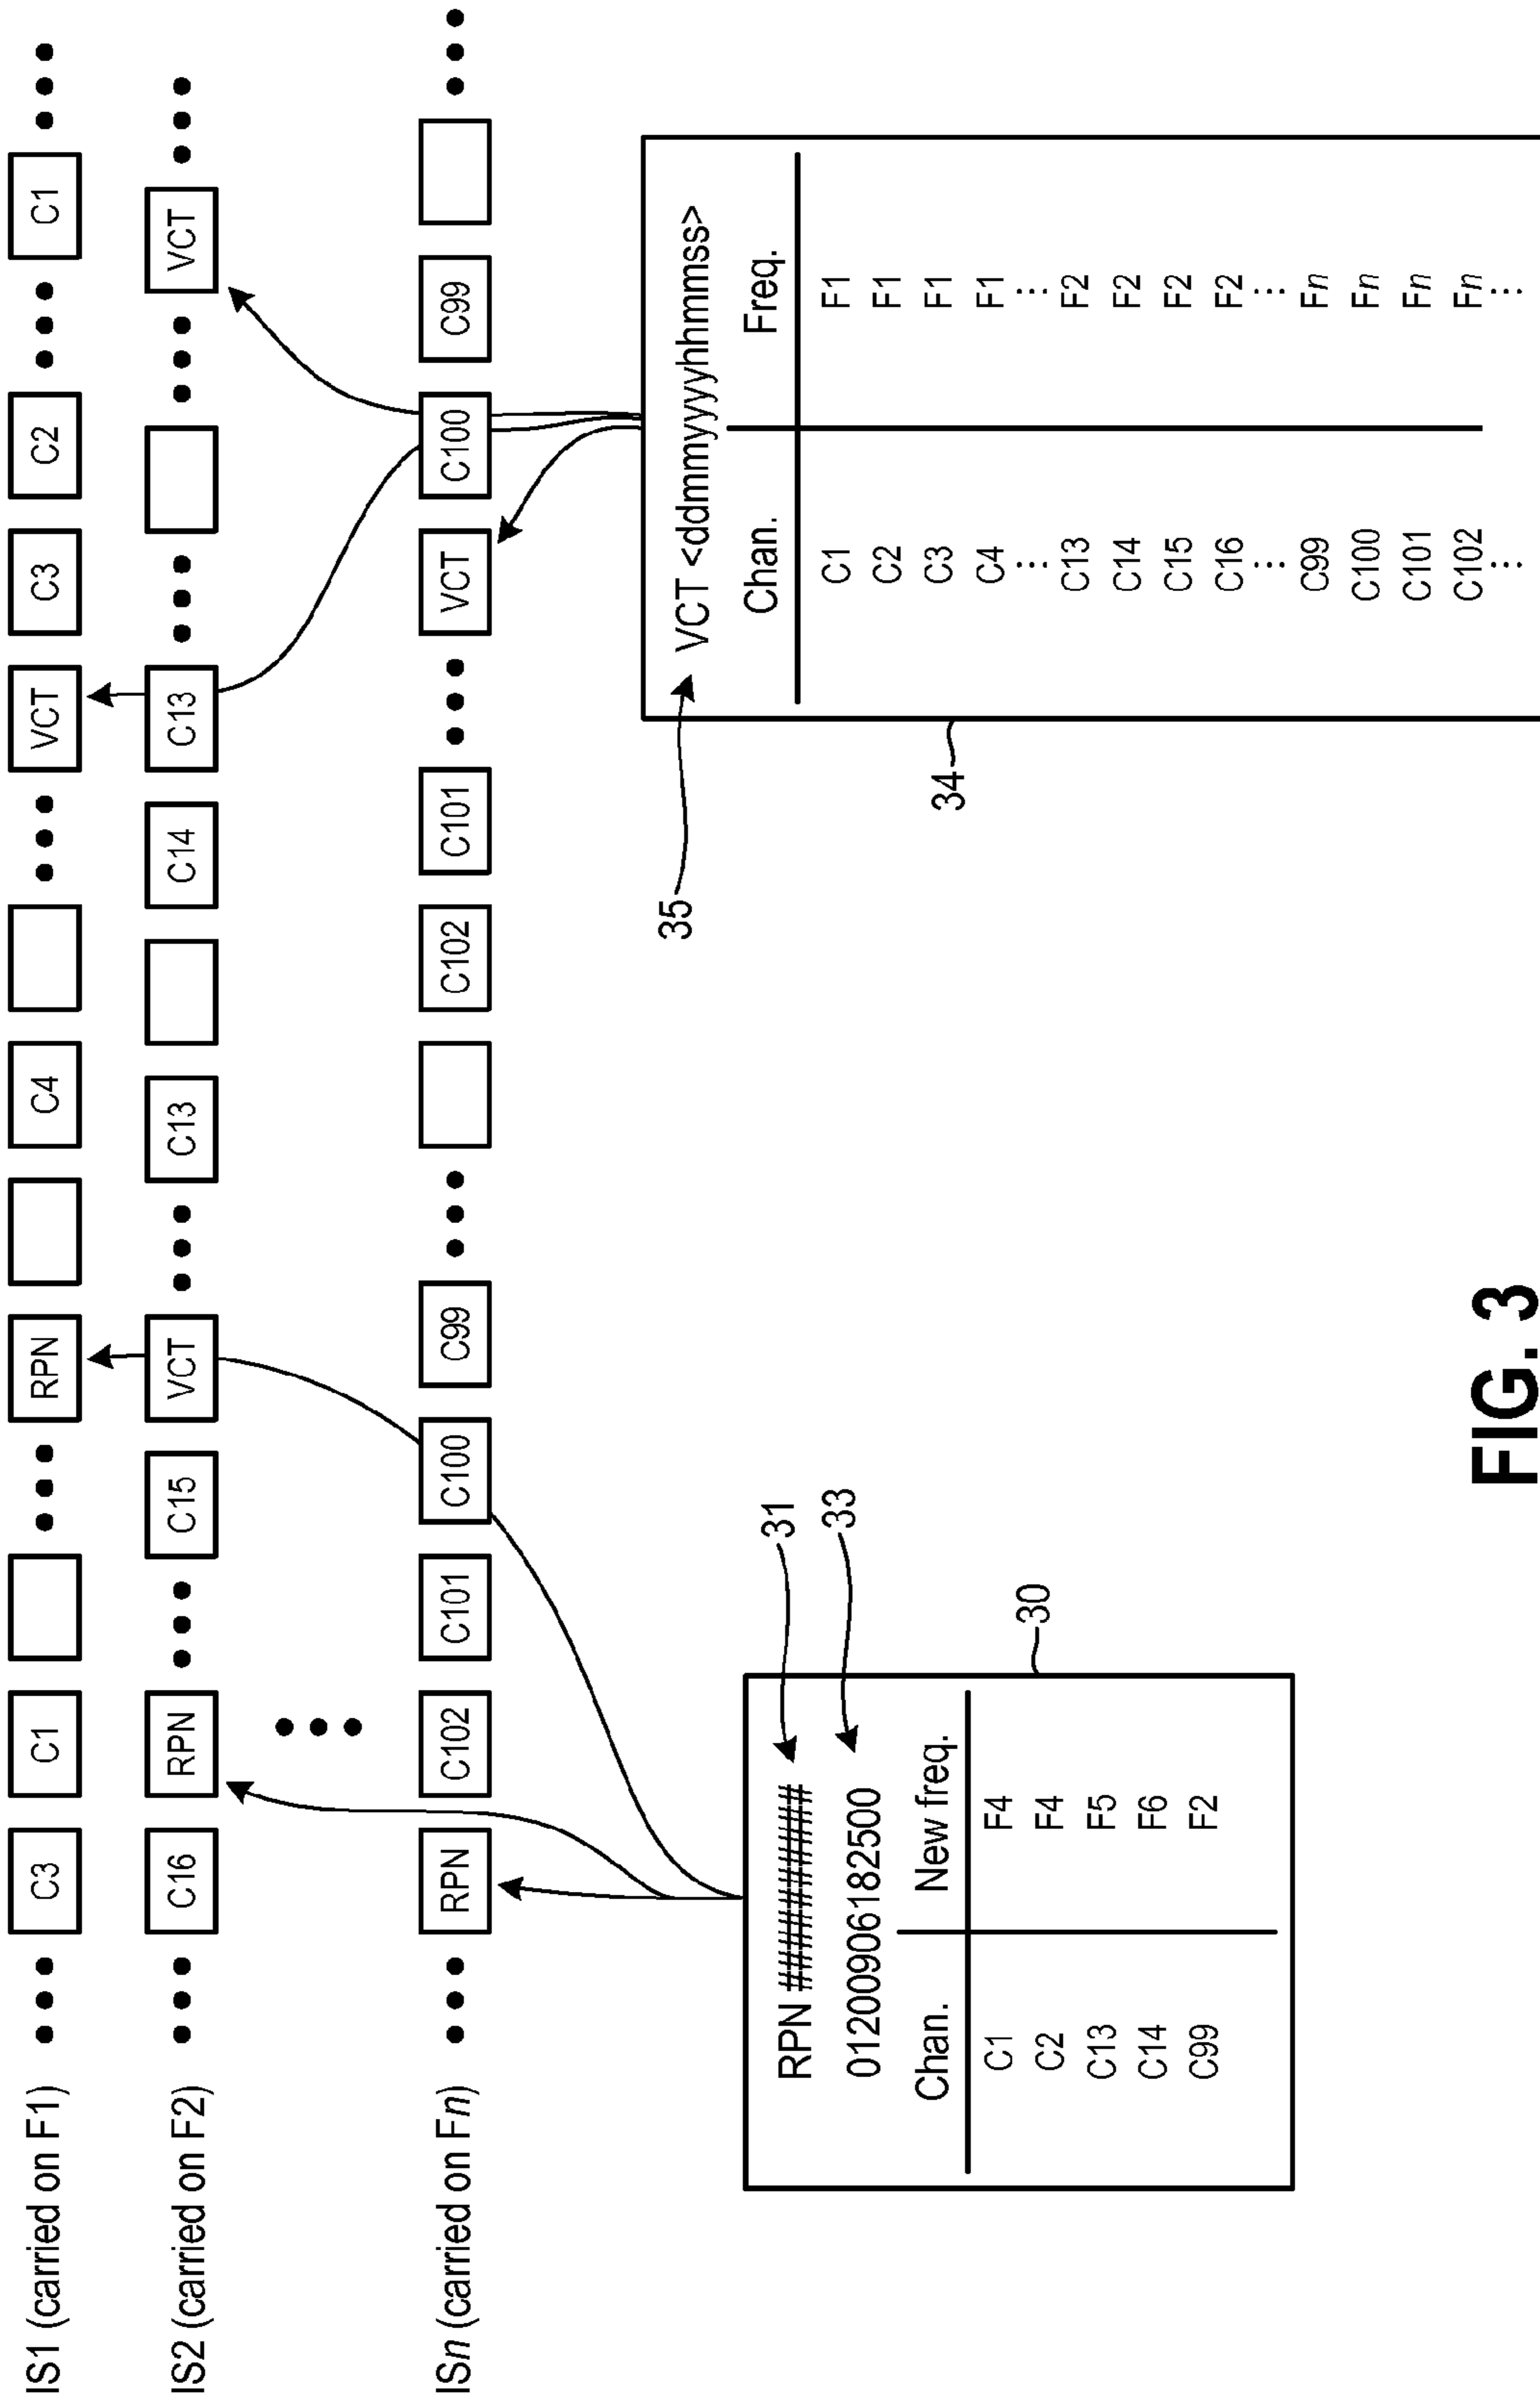 IS1 (carried on F1) ••• C3 C1 ••• RPN C4 ••• VCT C3 C2 ••• C1 •••
IS2 (carried on F2) ••• C16 RPN ••• C15 VCT ••• C13 C14 C13 ••• ••• VCT •••
ISn (carried on Fn) ••• RPN C102 C101 C100 C99 ••• C102 C101 ••• VCT C100 C99 •••
RPN ##############
31
01200906182500
33
Chan. New freq.
C1 F4
C2 F4
C13 F5
C14 F6
C99 F2
30
35
VCT <ddmmyyyyhhmmss>
Chan. Freq.
C1 F1
C2 F1
C3 F1
C4 F1
⋮ ⋮
C13 F2
C14 F2
C15 F2
C16 F2
⋮ ⋮
C99 Fn
C100 Fn
C101 Fn
C102 Fn
⋮ ⋮
34
FIG. 3